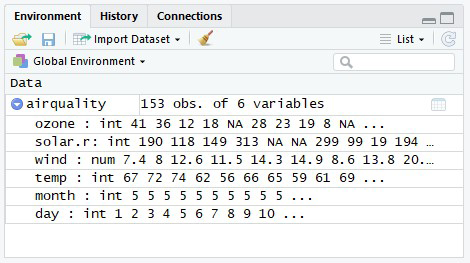 Environment History Connections
Import Dataset List
Global Environment
Data
airquality 153 obs. of 6 variables
ozone : int 41 36 12 18 NA 28 23 19 8 NA ...
solar.r: int 190 118 149 313 NA NA 299 99 19 194 …
wind : num 7.4 8 12.6 11.5 14.3 14.9 8.6 13.8 20.…
temp : int 67 72 74 62 56 66 65 59 61 69 ...
month : int 5 5 5 5 5 5 5 5 5 5 ...
day : int 1 2 3 4 5 6 7 8 9 10 ...